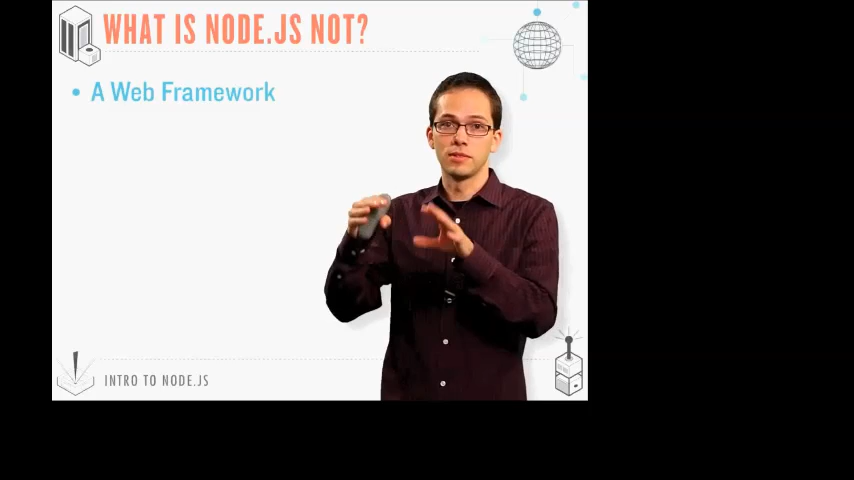 WHAT IS NODE.JS NOT?
• A Web Framework
INTRO TO NODE.JS